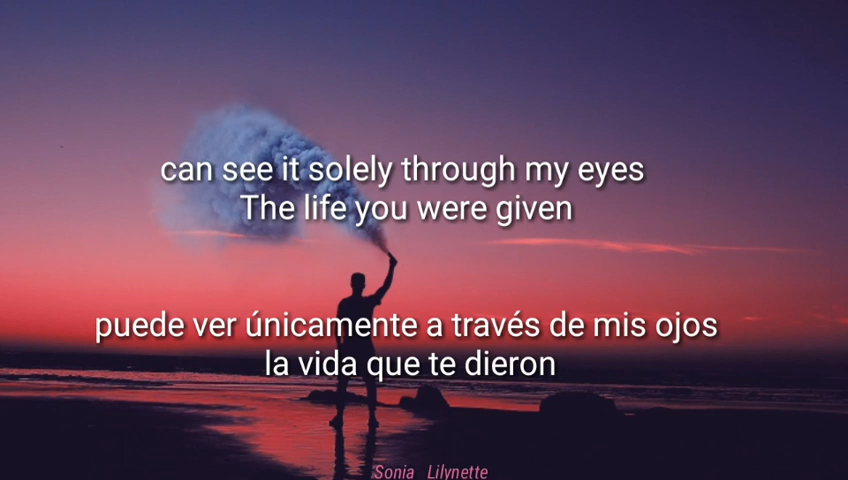 can see it solely through my eyes
The life you were given
puede ver únicamente a través de mis ojos
la vida que te dieron
Sonia Lilynette